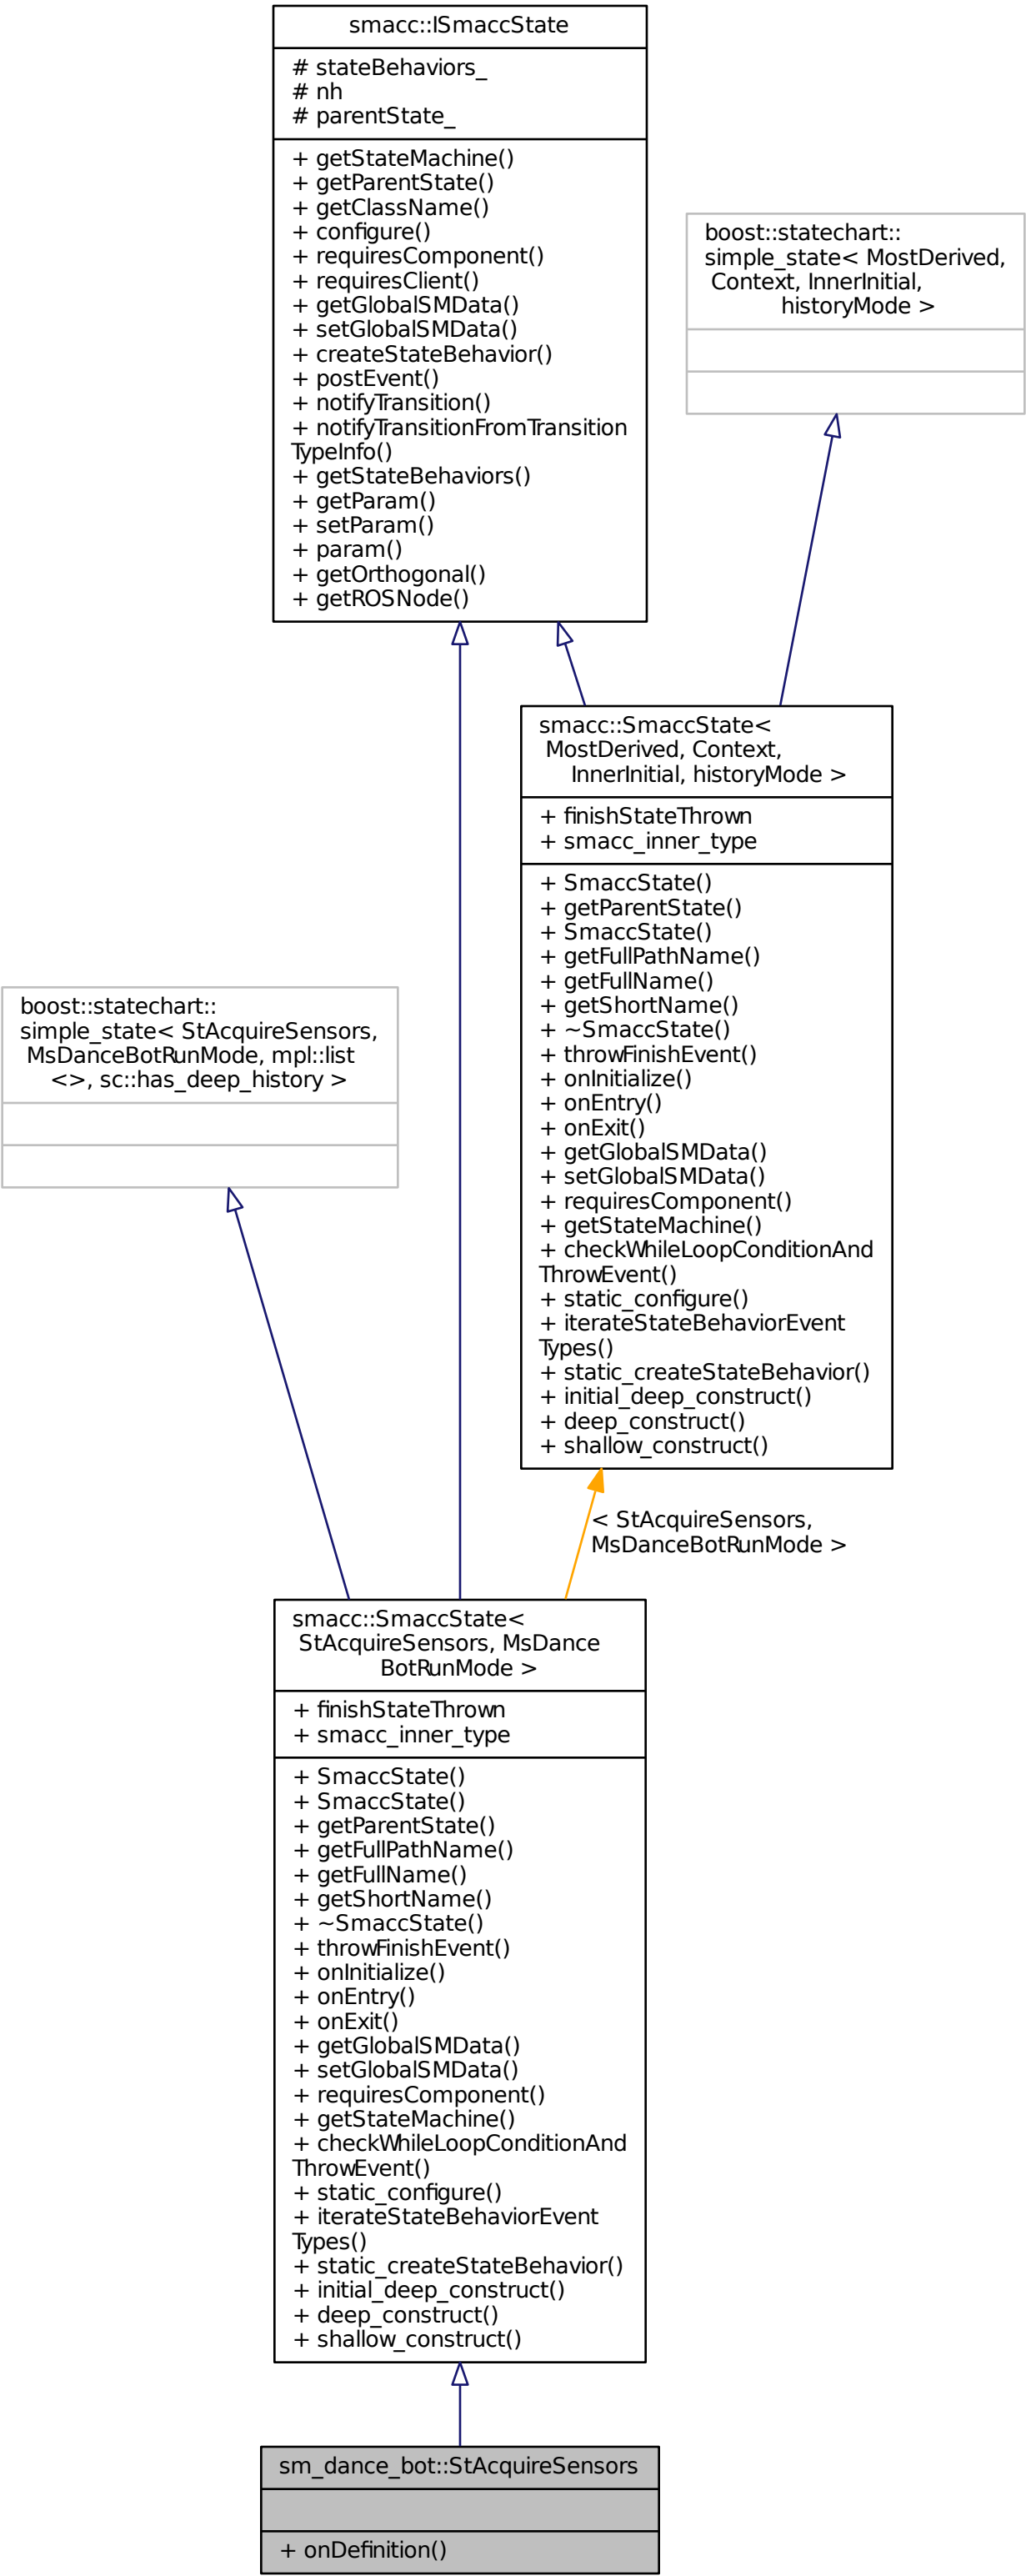 smacc::ISmaccState
# stateBehaviors_
# nh
# parentState_
+ getStateMachine()
+ getParentState()
+ getClassName()
+ configure()
+ requiresComponent()
+ requiresClient()
+ getGlobalSMData()
+ setGlobalSMData()
+ createStateBehavior()
+ postEvent()
+ notifyTransition()
+ notifyTransitionFromTransition
TypeInfo()
+ getStateBehaviors()
+ getParam()
+ setParam()
+ param()
+ getOrthogonal()
+ getROSNode()
boost::statechart::
simple_state< MostDerived,
Context, InnerInitial,
historyMode >
smacc::SmaccState<
MostDerived, Context,
InnerInitial, historyMode >
+ finishStateThrown
+ smacc_inner_type
+ SmaccState()
+ getParentState()
+ SmaccState()
+ getFullPathName()
+ getFullName()
+ getShortName()
+ ~SmaccState()
+ throwFinishEvent()
+ onInitialize()
+ onEntry()
+ onExit()
+ getGlobalSMData()
+ setGlobalSMData()
+ requiresComponent()
+ getStateMachine()
+ checkWhileLoopConditionAnd
ThrowEvent()
+ static_configure()
+ iterateStateBehaviorEvent
Types()
+ static_createStateBehavior()
+ initial_deep_construct()
+ deep_construct()
+ shallow_construct()
boost::statechart::
simple_state< StAcquireSensors,
MsDanceBotRunMode, mpl::list
<>, sc::has_deep_history >
< StAcquireSensors,
MsDanceBotRunMode >
smacc::SmaccState<
StAcquireSensors, MsDance
BotRunMode >
+ finishStateThrown
+ smacc_inner_type
+ SmaccState()
+ SmaccState()
+ getParentState()
+ getFullPathName()
+ getFullName()
+ getShortName()
+ ~SmaccState()
+ throwFinishEvent()
+ onInitialize()
+ onEntry()
+ onExit()
+ getGlobalSMData()
+ setGlobalSMData()
+ requiresComponent()
+ getStateMachine()
+ checkWhileLoopConditionAnd
ThrowEvent()
+ static_configure()
+ iterateStateBehaviorEvent
Types()
+ static_createStateBehavior()
+ initial_deep_construct()
+ deep_construct()
+ shallow_construct()
sm_dance_bot::StAcquireSensors
+ onDefinition()